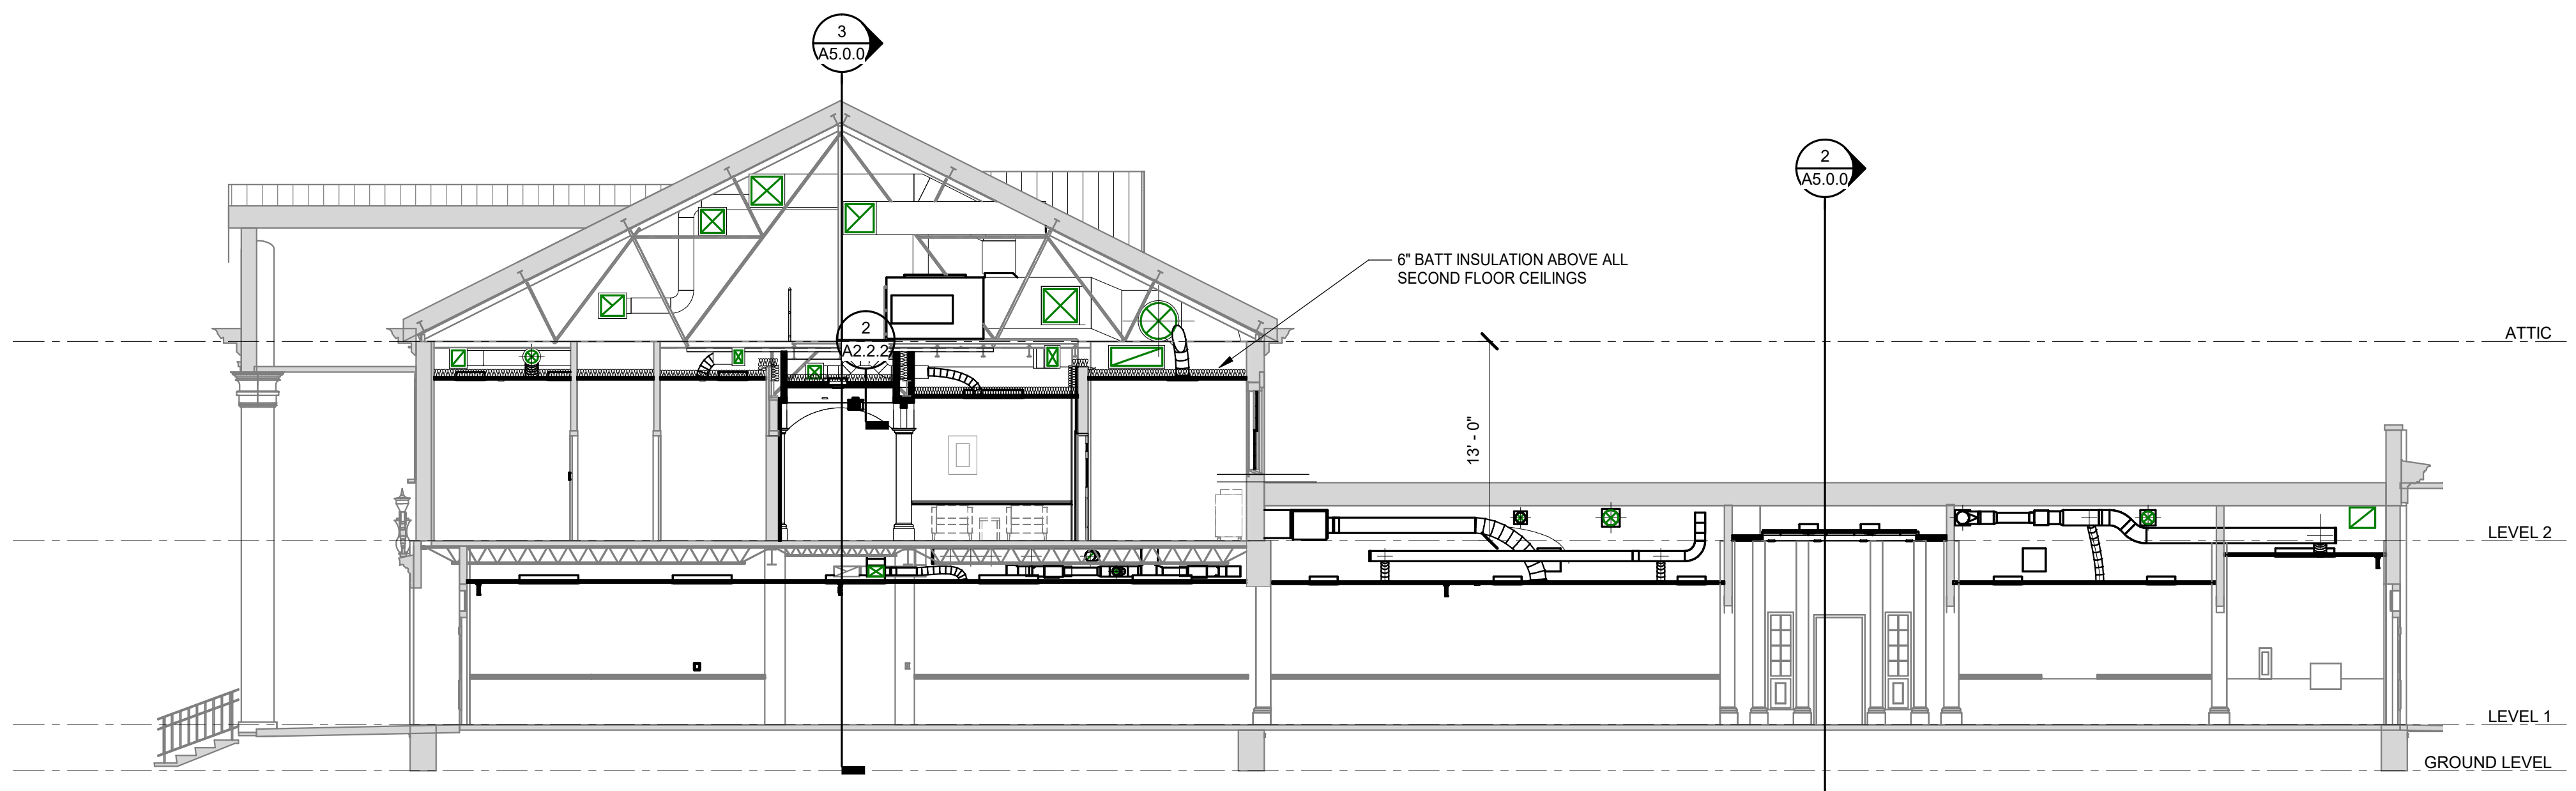 3
A5.0.0
2
A5.0.0
6" BATT INSULATION ABOVE ALL
SECOND FLOOR CEILINGS
2
A2.2.2
ATTIC
13' - 0"
LEVEL 2
LEVEL 1
GROUND LEVEL